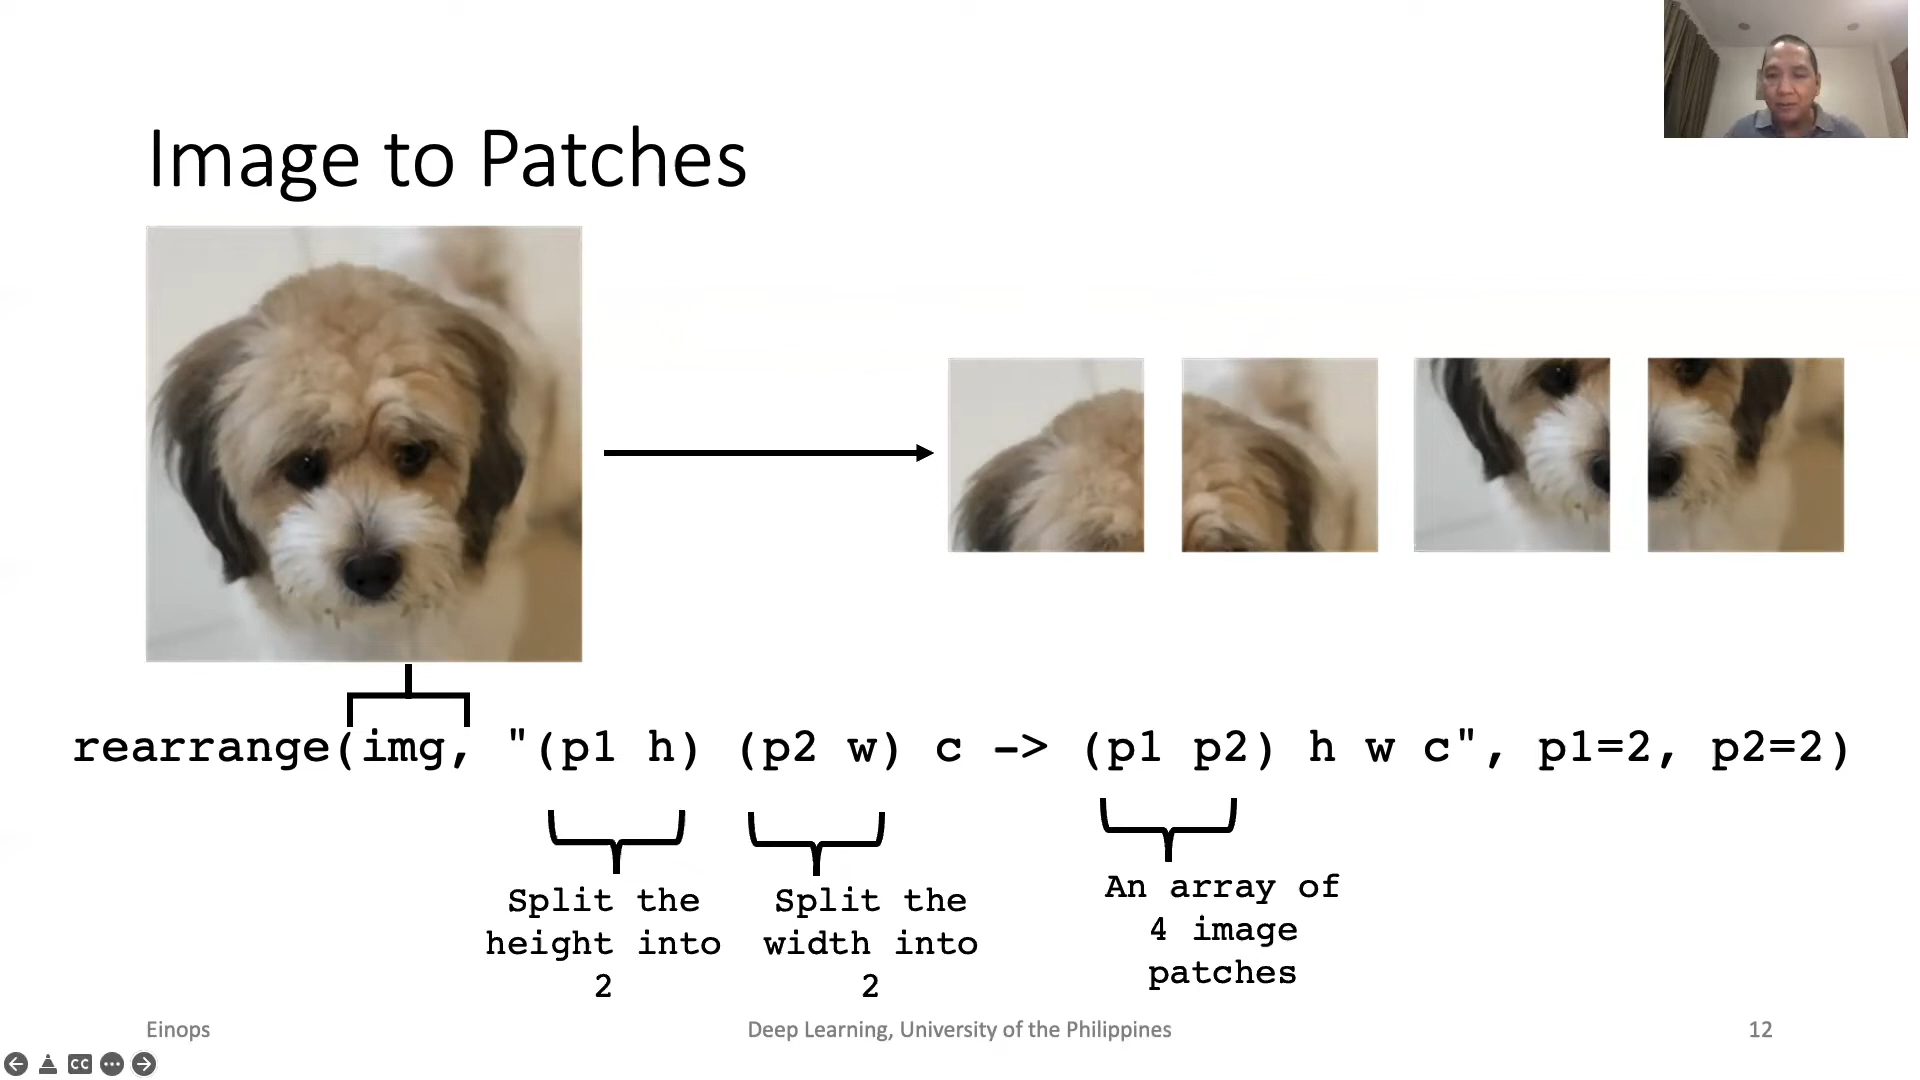 Image to Patches
rearrange(img, "(p1 h) (p2 w) c -> (p1 p2) h w c", p1=2, p2=2)
Split the
height into
2
Split the
width into
2
An array of
4 image
patches
Einops
Deep Learning, University of the Philippines
12
CC